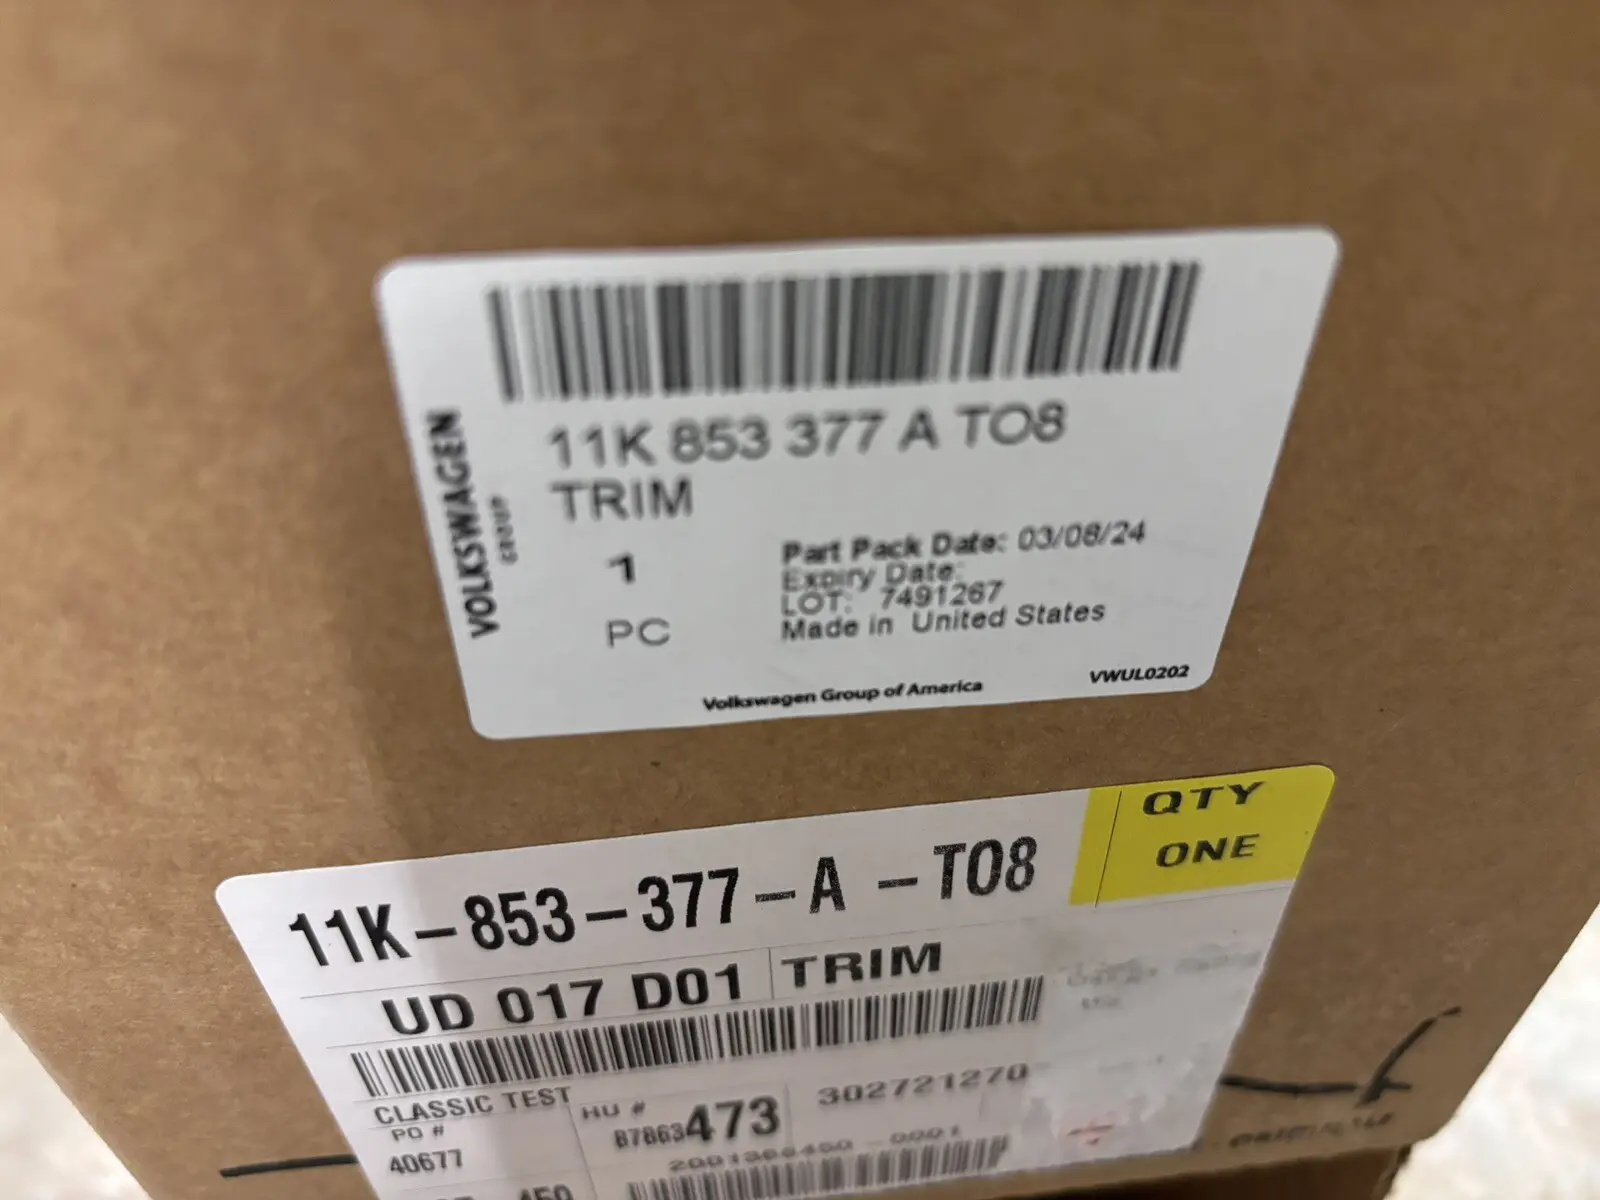 VOLKSWAGEN
GROUP
11K 853 377 A TO8
TRIM
1
PC
Part Pack Date: 03/08/24
Expiry Date:
LOT: 7491267
Made in United States
Volkswagen Group of America
VWUL0202
QTY
ONE
11K-853-377-A -TO8
UD 017 D01
TRIM
CLASSIC TEST
PO #
40677
HU #
B7863473
302721270